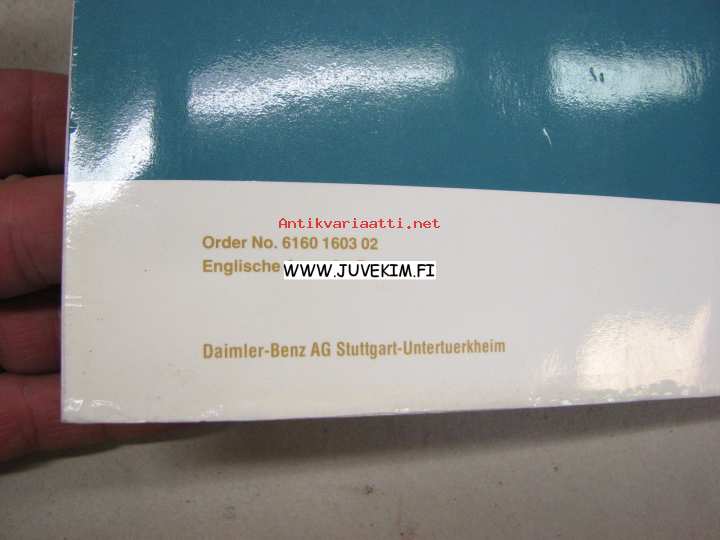 Antikvariaatti.net
Order No. 6160 1603 02
Englische
WWW.JUVEKIM.FI
Daimler-Benz AG Stuttgart-Untertuerkheim